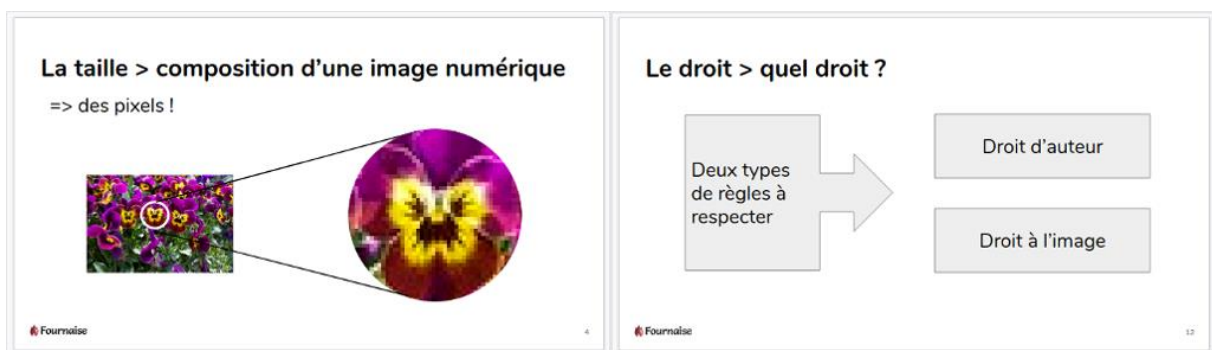 La taille > composition d'une image numérique
=> des pixels !
Fournaise
4
Le droit > quel droit ?
Deux types
de règles à
respecter
Droit d'auteur
Droit à l'image
Fournaise
12